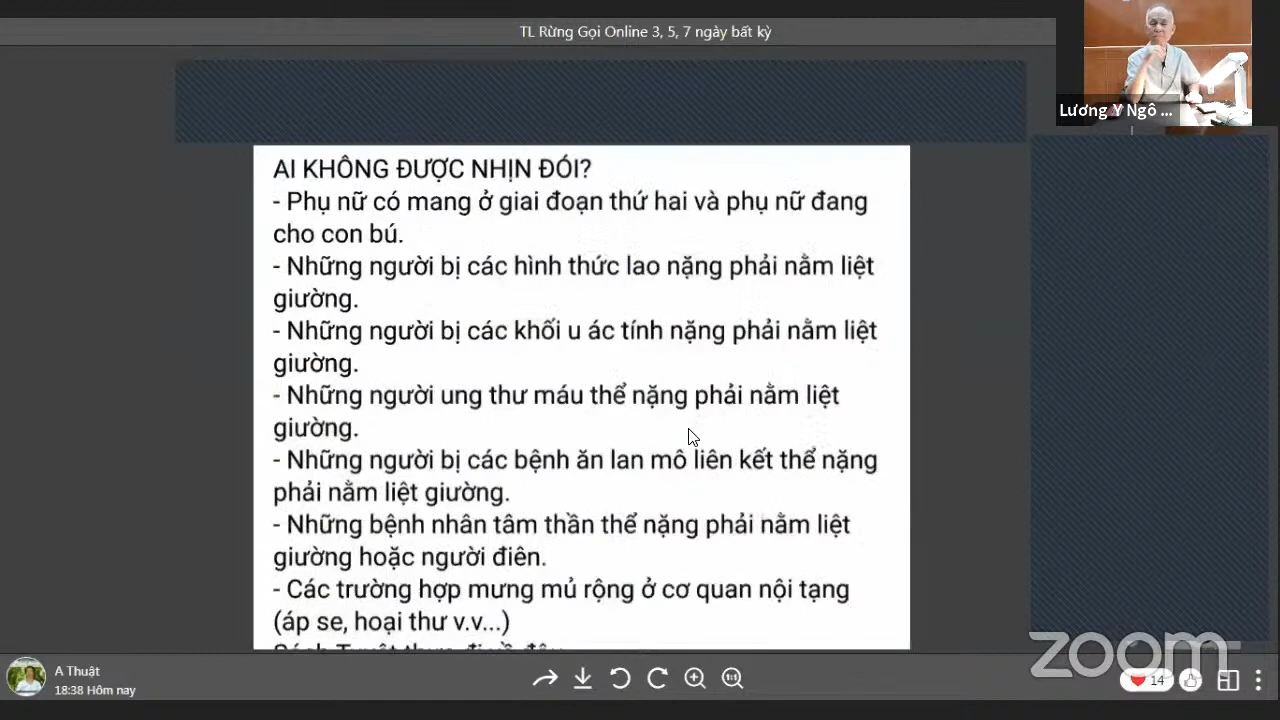 TL Rừng Gọi Online 3, 5, 7 ngày bất kỳ
Lương Y Ngô ...
AI KHÔNG ĐƯỢC NHỊN ĐÓI?
- Phụ nữ có mang ở giai đoạn thứ hai và phụ nữ đang
cho con bú.
- Những người bị các hình thức lao nặng phải nằm liệt
giường.
- Những người bị các khối u ác tính nặng phải nằm liệt
giường.
- Những người ung thư máu thể nặng phải nằm liệt
giường.
- Những người bị các bệnh ăn lan mô liên kết thể nặng
phải nằm liệt giường.
- Những bệnh nhân tâm thần thể nặng phải nằm liệt
giường hoặc người điên.
- Các trường hợp mưng mủ rộng ở cơ quan nội tạng
(áp se, hoại thư v.v...)
A Thuật
18:38 Hôm nay
1:1
zoom
14